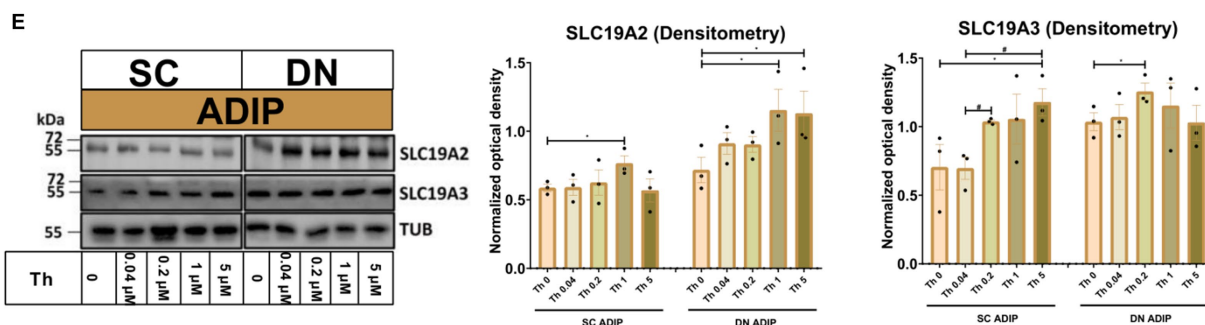 E
SC DN
ADIP
kDa
72
55
SLC19A2
72
55
SLC19A3
55
TUB
Th 0 0.04 µM 0.2 µM 1 µM 5 µM 0 0.04 µM 0.2 µM 1 µM 5 µM
SLC19A2 (Densitometry)
Normalized optical density
1.5
1.0
0.5
0.0
* * *
Th 0 Th 0.04 Th 0.2 Th 1 Th 5 Th 0 Th 0.04 Th 0.2 Th 1 Th 5
SC ADIP DN ADIP
SLC19A3 (Densitometry)
Normalized optical density
1.5
1.0
0.5
0.0
# * # *
Th 0 Th 0.04 Th 0.2 Th 1 Th 5 Th 0 Th 0.04 Th 0.2 Th 1 Th 5
SC ADIP DN ADIP